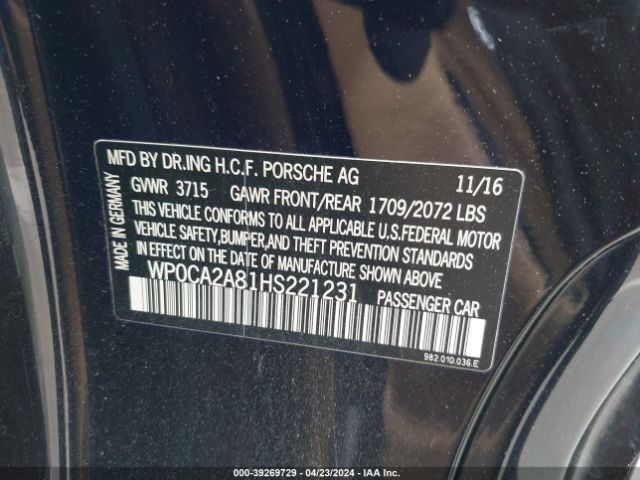 MFD BY DR.ING H.C.F. PORSCHE AG 11/16
GVWR 3715 GAWR FRONT/REAR 1709/2072 LBS
THIS VEHICLE CONFORMS TO ALL APPLICABLE U.S.FEDERAL MOTOR
VEHICLE SAFETY,BUMPER,AND THEFT PREVENTION STANDARDS
IN EFFECT ON THE DATE OF MANUFACTURE SHOWN ABOVE
WP0CA2A81HS221231 PASSENGER CAR
982.010.036.E
MADE IN GERMANY
000-39269729 - 04/23/2024 - IAA Inc.